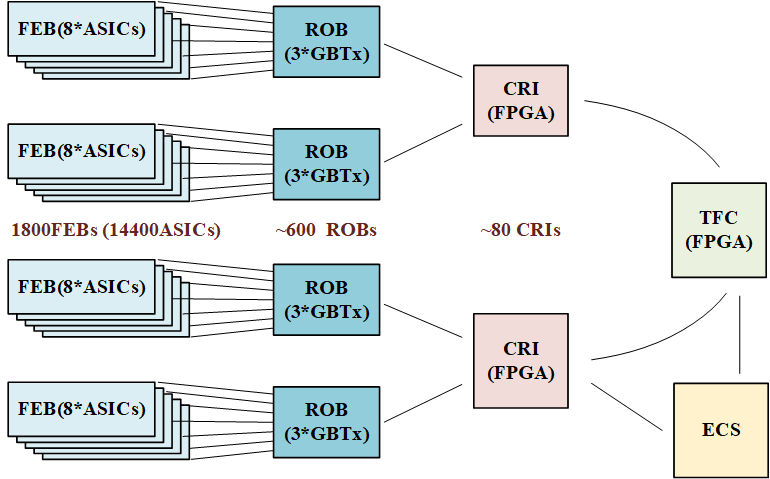 FEB(8*ASICs)
ROB
(3*GBTx)
CRI
(FPGA)
FEB(8*ASICs)
ROB
(3*GBTx)
TFC
(FPGA)
1800FEBs (14400ASICs)
~600 ROBs
~80 CRIs
FEB(8*ASICs)
ROB
(3*GBTx)
CRI
(FPGA)
FEB(8*ASICs)
ROB
(3*GBTx)
ECS